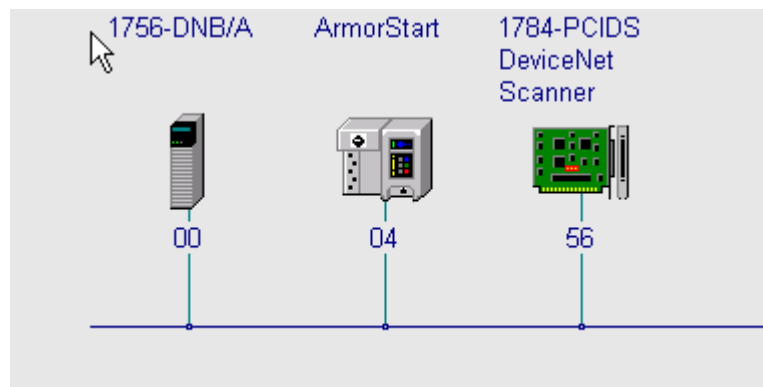 1756-DNB/A
ArmorStart
1784-PCIDS
DeviceNet
Scanner
00
04
56